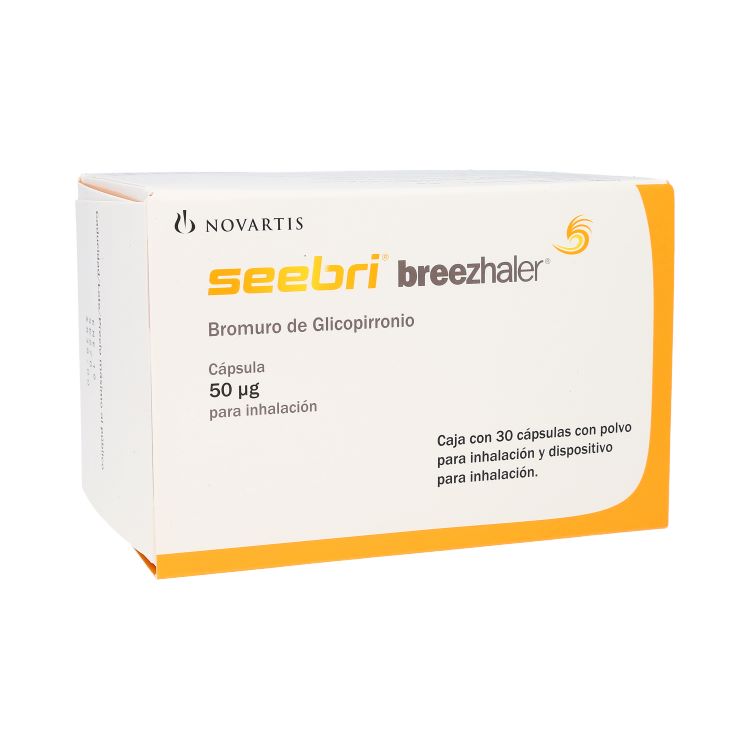 NOVARTIS
seebri® breezhaler®
Bromuro de Glicopirronio
Cápsula
50 µg
para inhalación
Caja con 30 cápsulas con polvo
para inhalación y dispositivo
para inhalación.